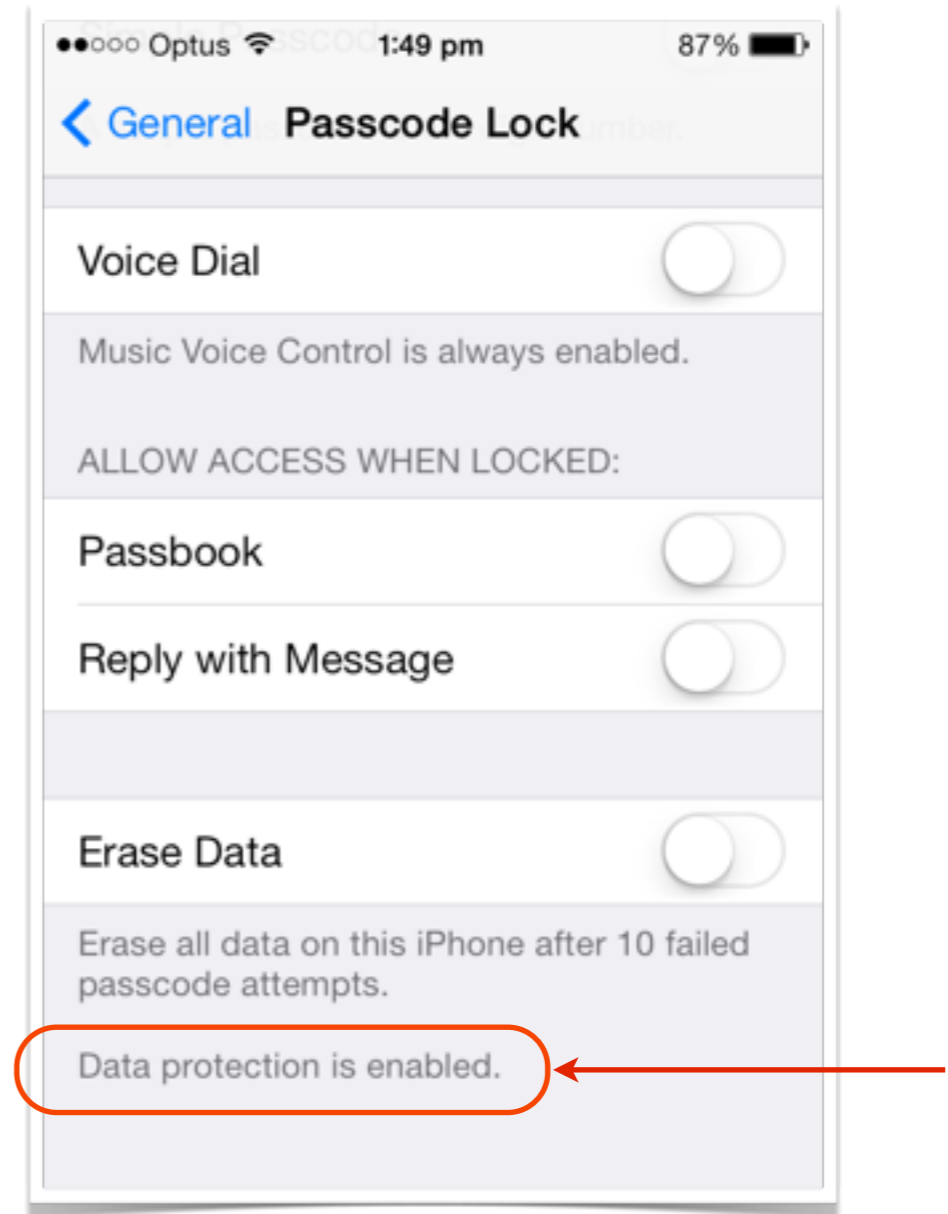 Optus 1:49 pm 87%
General Passcode Lock
Voice Dial
Music Voice Control is always enabled.
ALLOW ACCESS WHEN LOCKED:
Passbook
Reply with Message
Erase Data
Erase all data on this iPhone after 10 failed
passcode attempts.
Data protection is enabled.